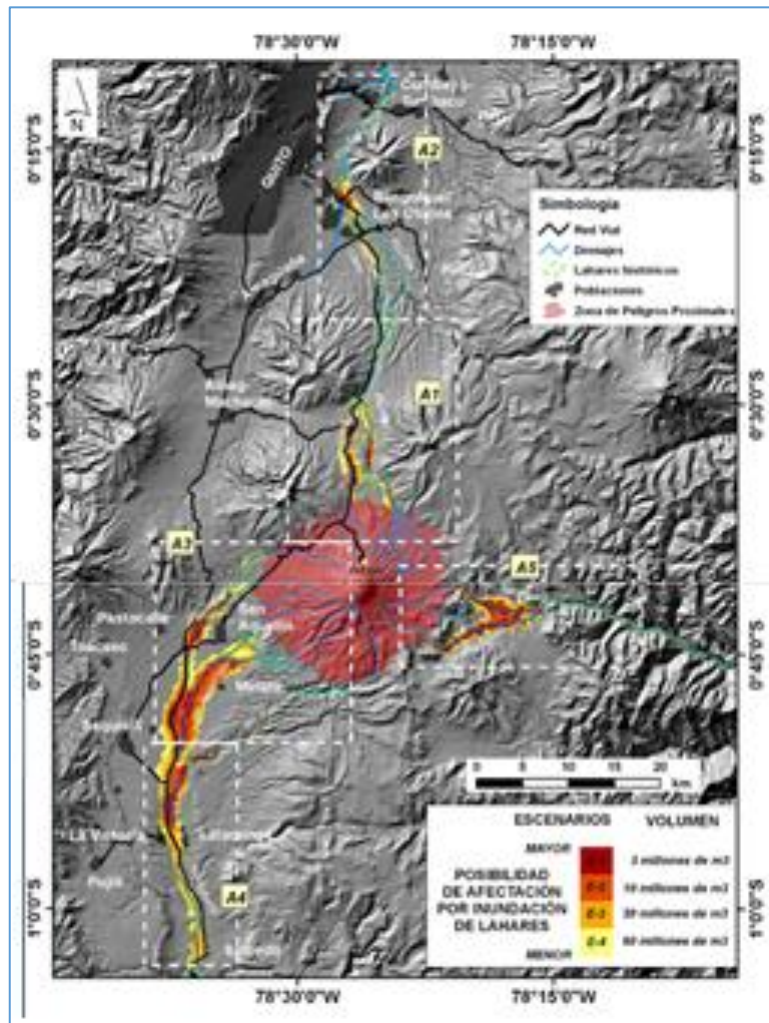 78°30'0"W 78°15'0"W
N
QUITO
A2
0°15'0"S
0°15'0"S
Simbología
Red Vial
Drenajes
Lahares históricos
Poblaciones
Zona de Peligros Proximales
A1
0°30'0"S
0°30'0"S
A3
A5
Pastocalle
San
Toacaso
Mulaló
0°45'0"S
0°45'0"S
0 5 10 15 20
km
La Victoria
Pujilí
A4
ESCENARIOS VOLUMEN
MAYOR
POSIBILIDAD
DE AFECTACIÓN
POR INUNDACIÓN
DE LAHARES
MENOR
millones de m3
E-2 10 millones de m3
E-3 millones de m3
E-4 60 millones de m3
1°0'0"S
1°0'0"S
78°30'0"W 78°15'0"W